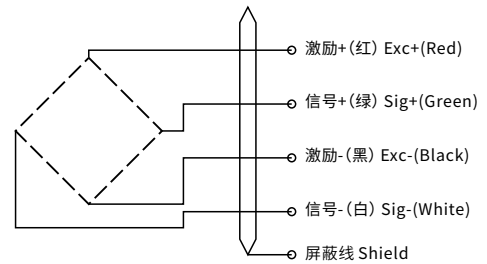 激励+(红) Exc+(Red)
信号+(绿) Sig+(Green)
激励-(黑) Exc-(Black)
信号-(白) Sig-(White)
屏蔽线 Shield